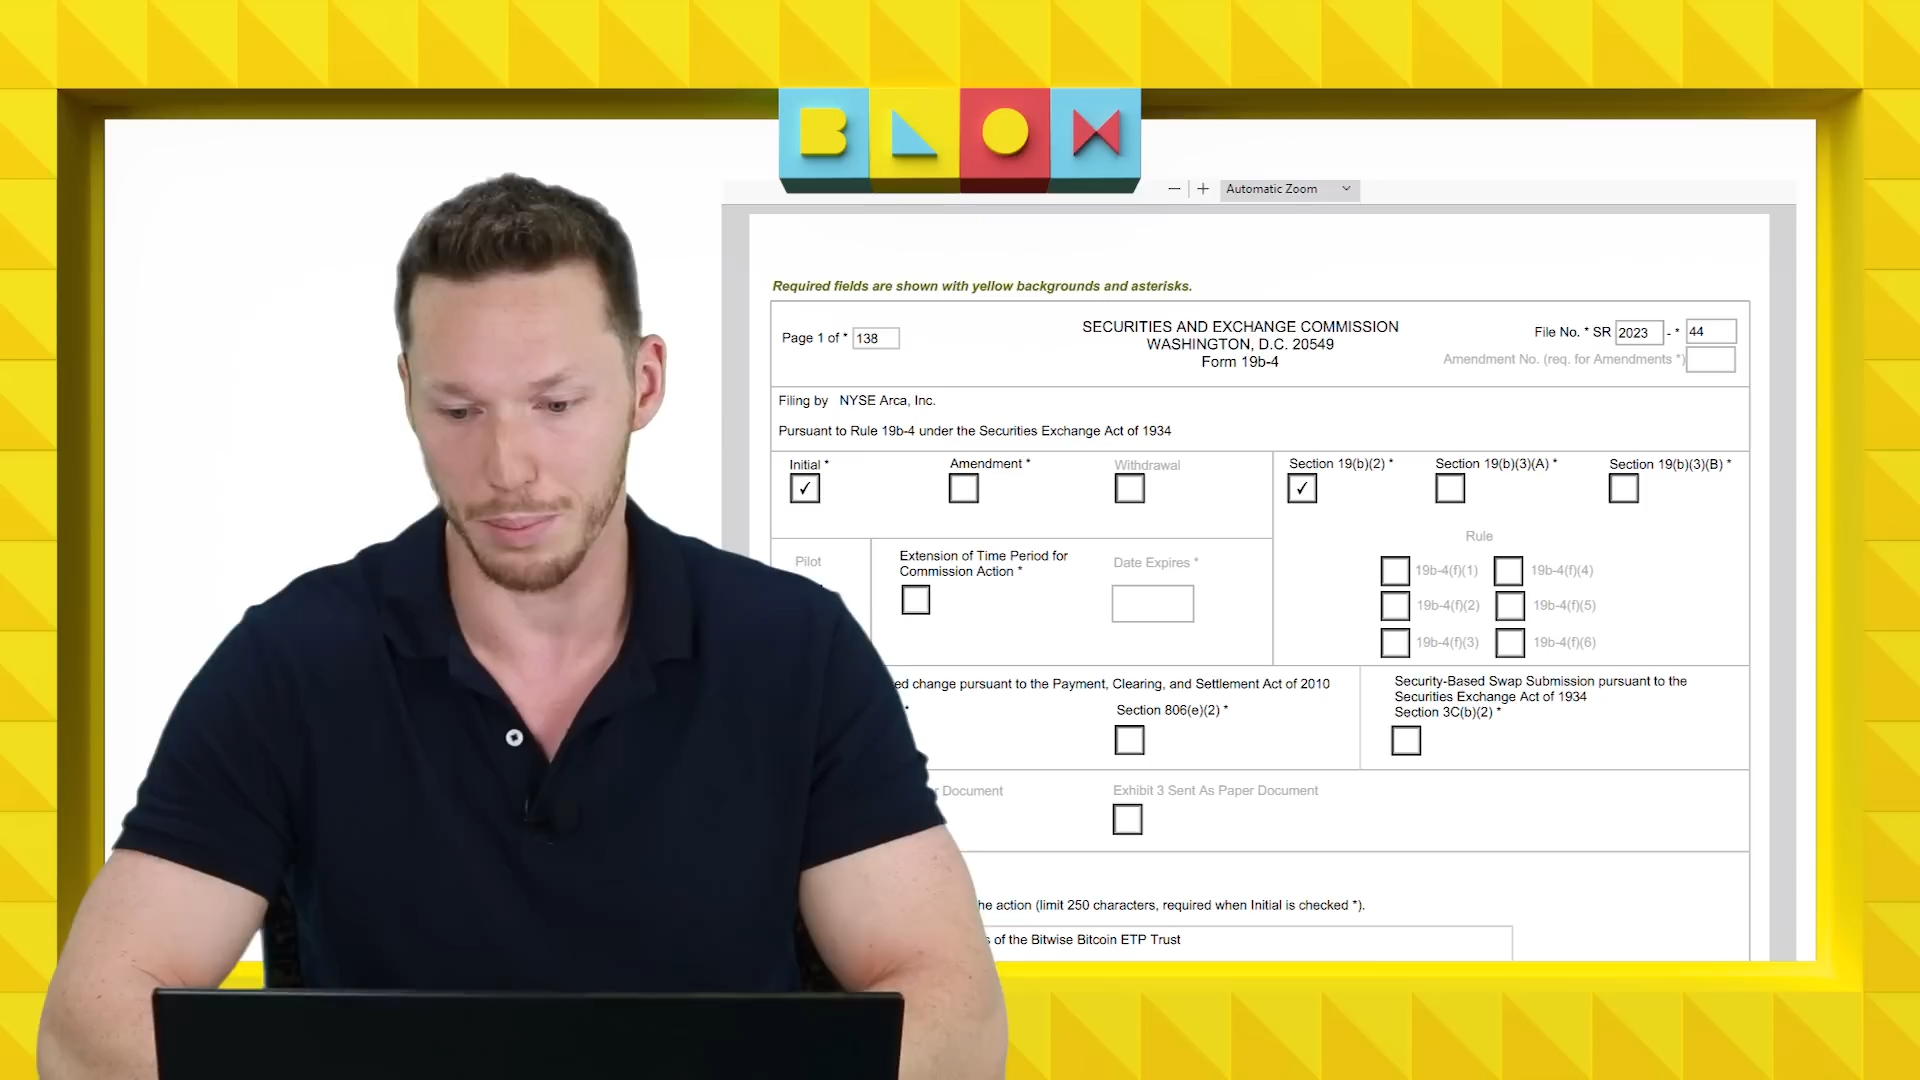 BLOX
Automatic Zoom
Required fields are shown with yellow backgrounds and asterisks.
Page 1 of * 138
SECURITIES AND EXCHANGE COMMISSION
WASHINGTON, D.C. 20549
Form 19b-4
File No. * SR 2023 - * 44
Amendment No. (req. for Amendments *)
Filing by NYSE Arca, Inc.
Pursuant to Rule 19b-4 under the Securities Exchange Act of 1934
Initial * Amendment * Withdrawal Section 19(b)(2) * Section 19(b)(3)(A) * Section 19(b)(3)(B) *
Rule
Pilot
Extension of Time Period for
Commission Action *
Date Expires *
19b-4(f)(1) 19b-4(f)(4)
19b-4(f)(2) 19b-4(f)(5)
19b-4(f)(3) 19b-4(f)(6)
ed change pursuant to the Payment, Clearing, and Settlement Act of 2010
Section 806(e)(2) *
Security-Based Swap Submission pursuant to the
Securities Exchange Act of 1934
Section 3C(b)(2) *
Document Exhibit 3 Sent As Paper Document
he action (limit 250 characters, required when Initial is checked *).
s of the Bitwise Bitcoin ETP Trust